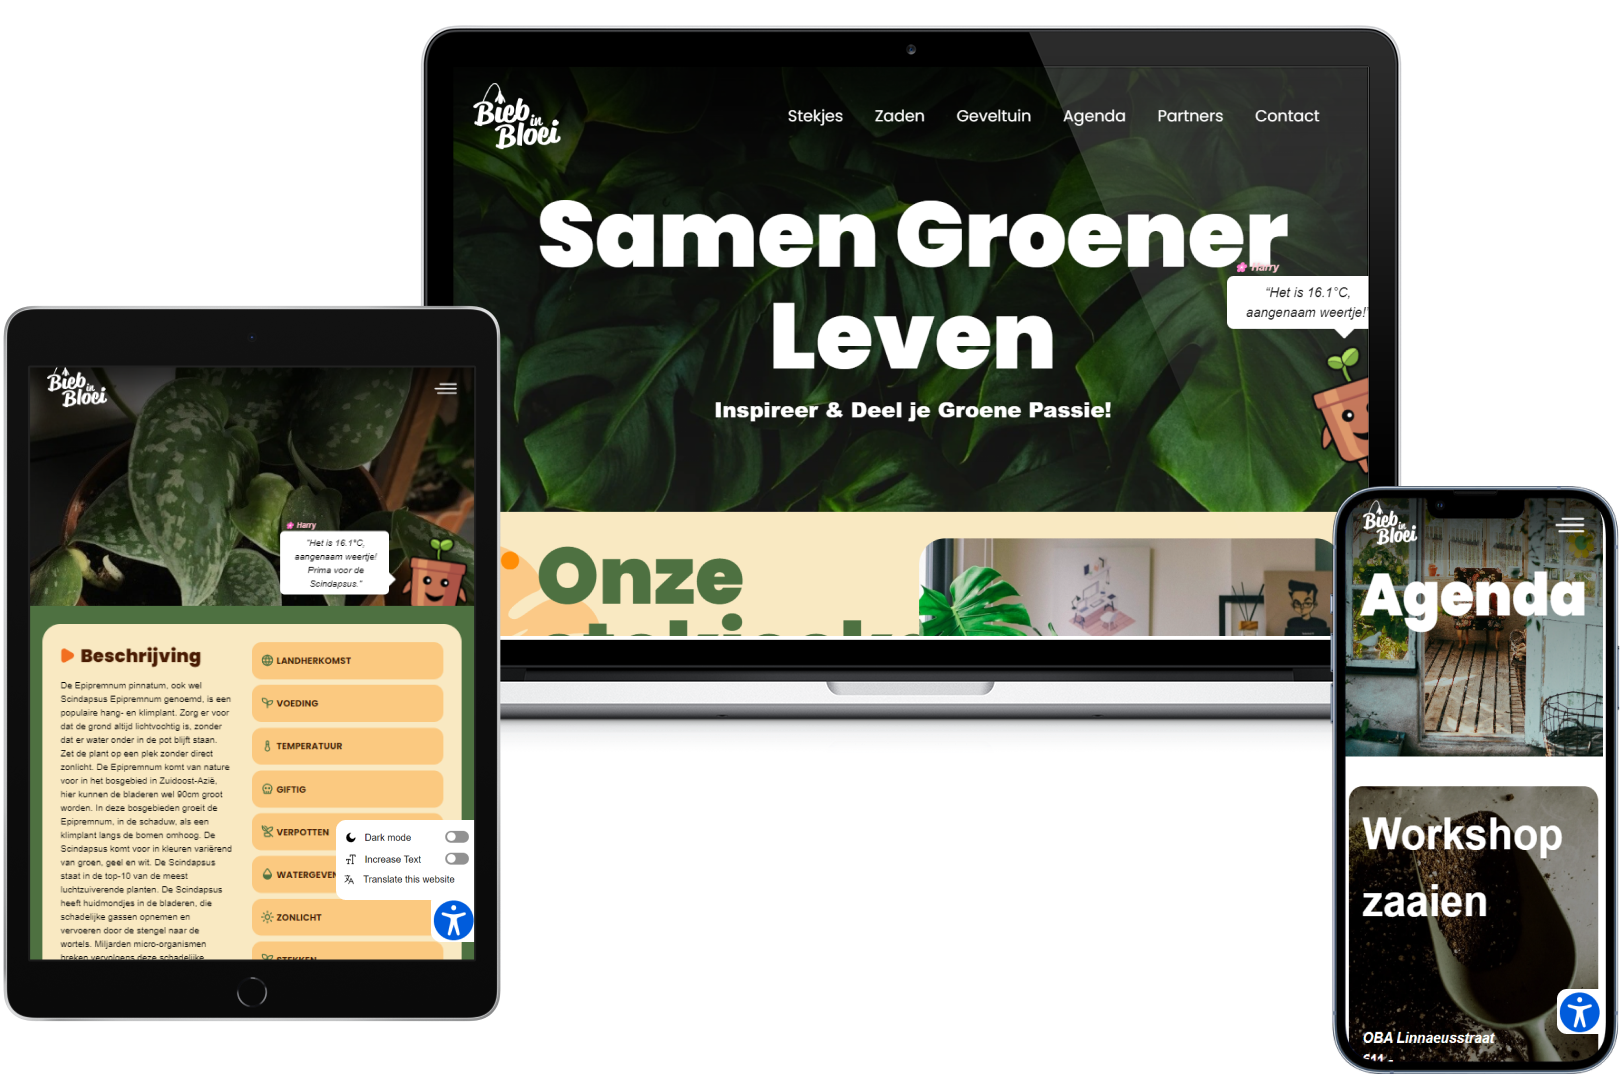 Bieb in Bloei
Stekjes Zaden Geveltuin Agenda Partners Contact
Samen Groener
Leven
Inspireer & Deel je Groene Passie!
Harry
“Het is 16.1°C,
aangenaam weertje!”
Onze
Bieb in Bloei
Harry
"Het is 16.1°C,
aangenaam weertje!
Prima voor de
Scindapsus."
Beschrijving
De Epipremnum pinnatum, ook wel
Scindapsus Epipremnum genoemd, is een
populaire hang- en klimplant. Zorg er voor
dat de grond altijd lichtvochtig is, zonder
dat er water onder in de pot blijft staan.
Zet de plant op een plek zonder direct
zonlicht. De Epipremnum komt van nature
voor in het bosgebied in Zuidoost-Azië,
hier kunnen de bladeren wel 90cm groot
worden. In deze bosgebieden groeit de
Epipremnum, in de schaduw, als een
klimplant langs de bomen omhoog. De
Scindapsus komt voor in kleuren variërend
van groen, geel en wit. De Scindapsus
staat in de top-10 van de meest
luchtzuiverende planten. De Scindapsus
heeft huidmondjes in de bladeren, die
schadelijke gassen opnemen en
vervoeren door de stengel naar de
wortels. Miljarden micro-organismen
breken vervolgens deze schadelijke
LANDHERKOMST
VOEDING
TEMPERATUUR
GIFTIG
VERPOTTEN
WATERGEVEN
ZONLICHT
STEKKEN
Dark mode
Increase Text
Translate this website
Bieb in Bloei
Agenda
Workshop
zaaien
OBA Linnaeusstraat